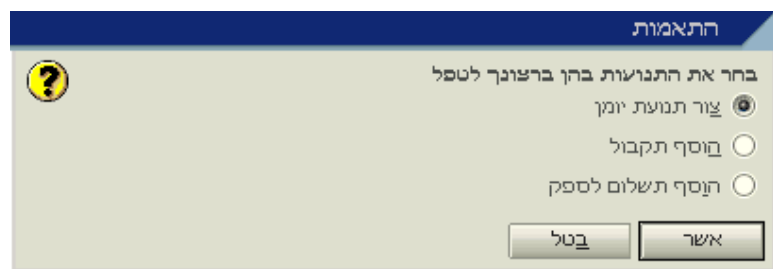 התאמות
בחר את התנועות בהן ברצונך לטפל
צור תנועת יומן
הוסף תקבול
הוסף תשלום לספק
אשר
בטל